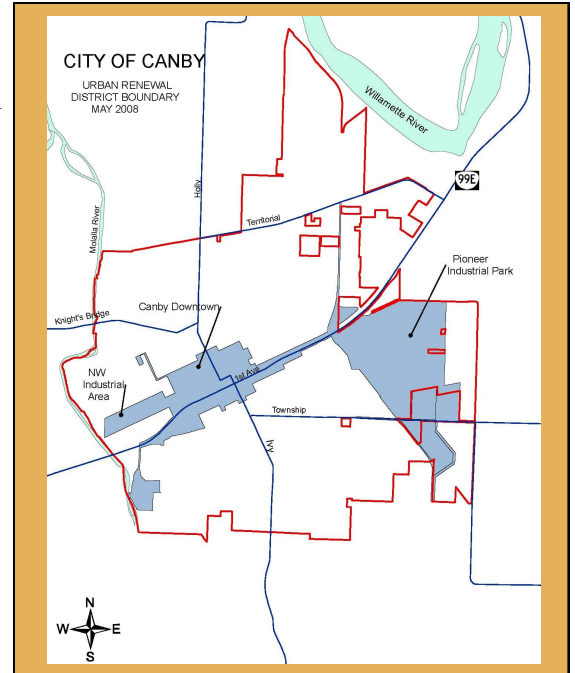 CITY OF CANBY
URBAN RENEWAL
DISTRICT BOUNDARY
MAY 2008
Willamette River
99E
Holly
Territorial
Molalla River
Pioneer
Industrial Park
Canby Downtown
Knight's Bridge
1st Ave
NW
Industrial
Area
Township
Ivy
N
W
E
S